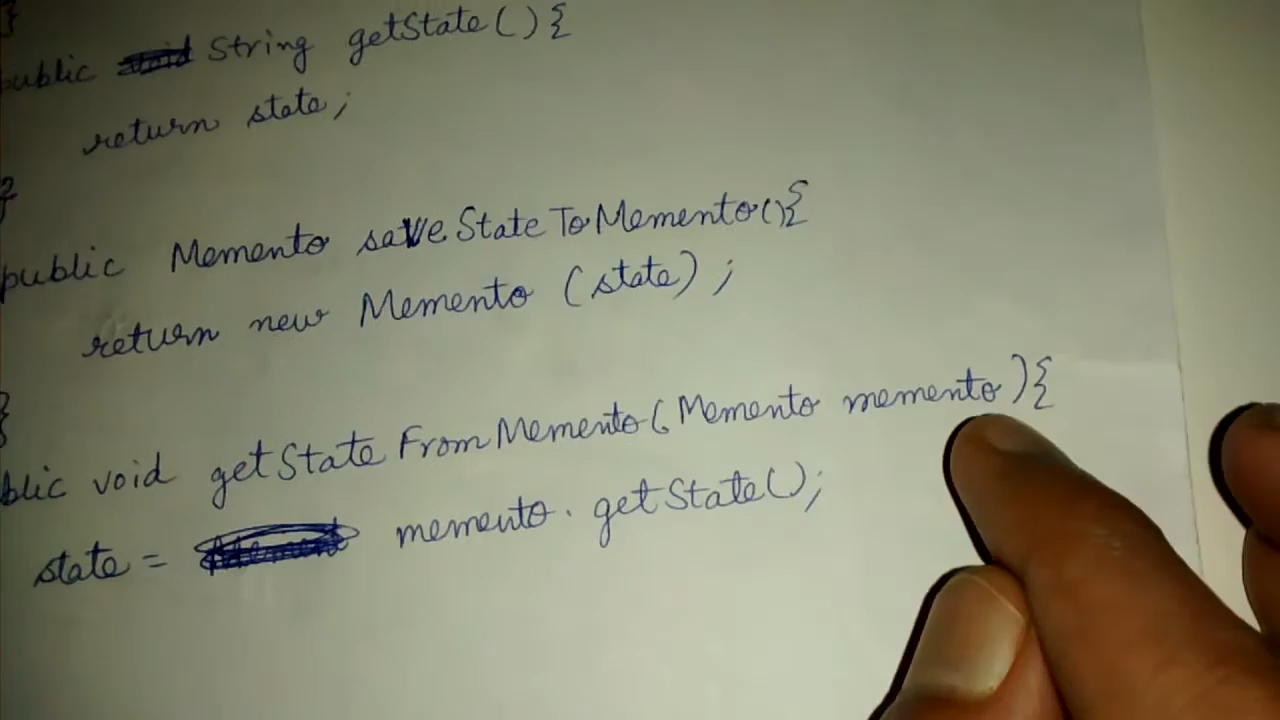 }
public String getState(){
return state;
}
public Memento saveStateToMemento(){
return new Memento (state);
}
blic void getStateFromMemento(Memento memento){
state = memento.getState();